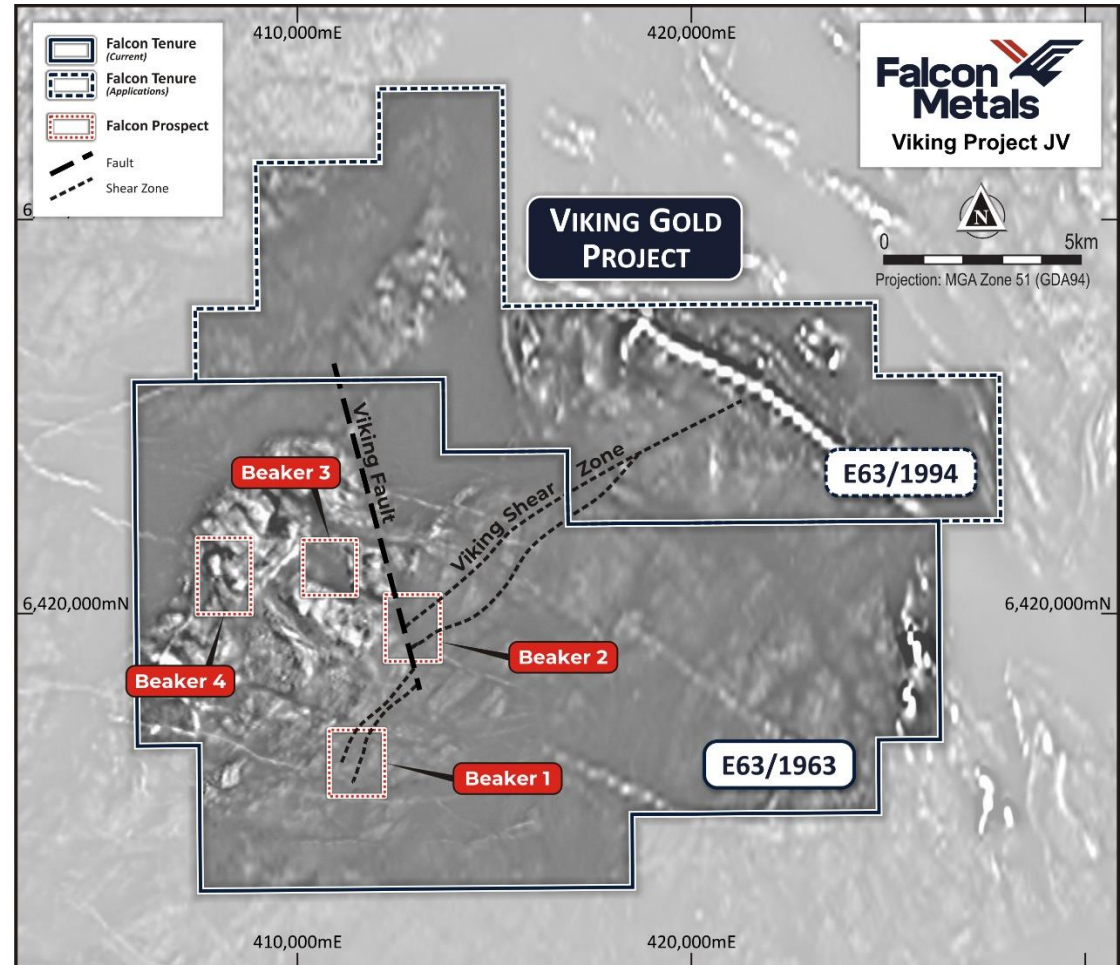 410,000mE
420,000mE
Falcon Tenure
(Current)
Falcon Tenure
(Applications)
Falcon Prospect
Fault
Shear Zone
Falcon
Metals
Viking Project JV
N
0
5km
Projection: MGA Zone 51 (GDA94)
VIKING GOLD
PROJECT
Viking Fault
Viking Shear Zone
E63/1994
Beaker 3
6,420,000mN
6,420,000mN
Beaker 2
Beaker 4
Beaker 1
E63/1963
410,000mE
420,000mE